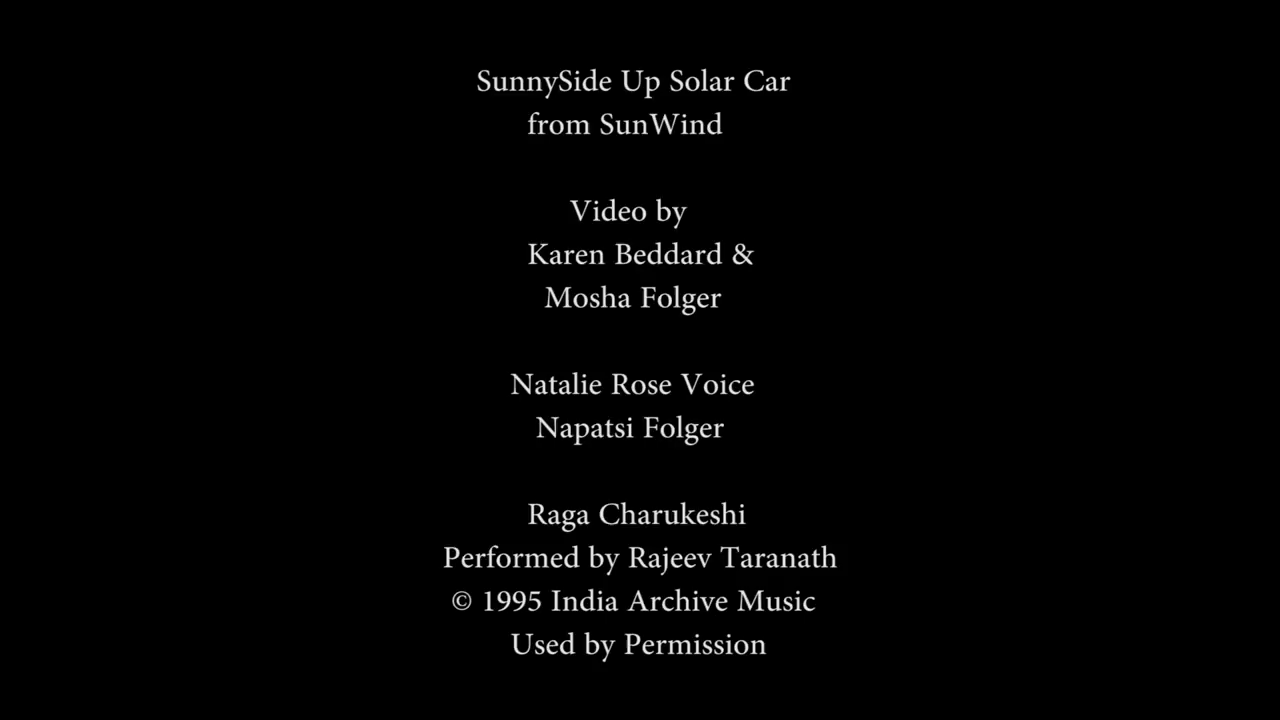 SunnySide Up Solar Car
from SunWind
Video by
Karen Beddard &
Mosha Folger
Natalie Rose Voice
Napatsi Folger
Raga Charukeshi
Performed by Rajeev Taranath
© 1995 India Archive Music
Used by Permission